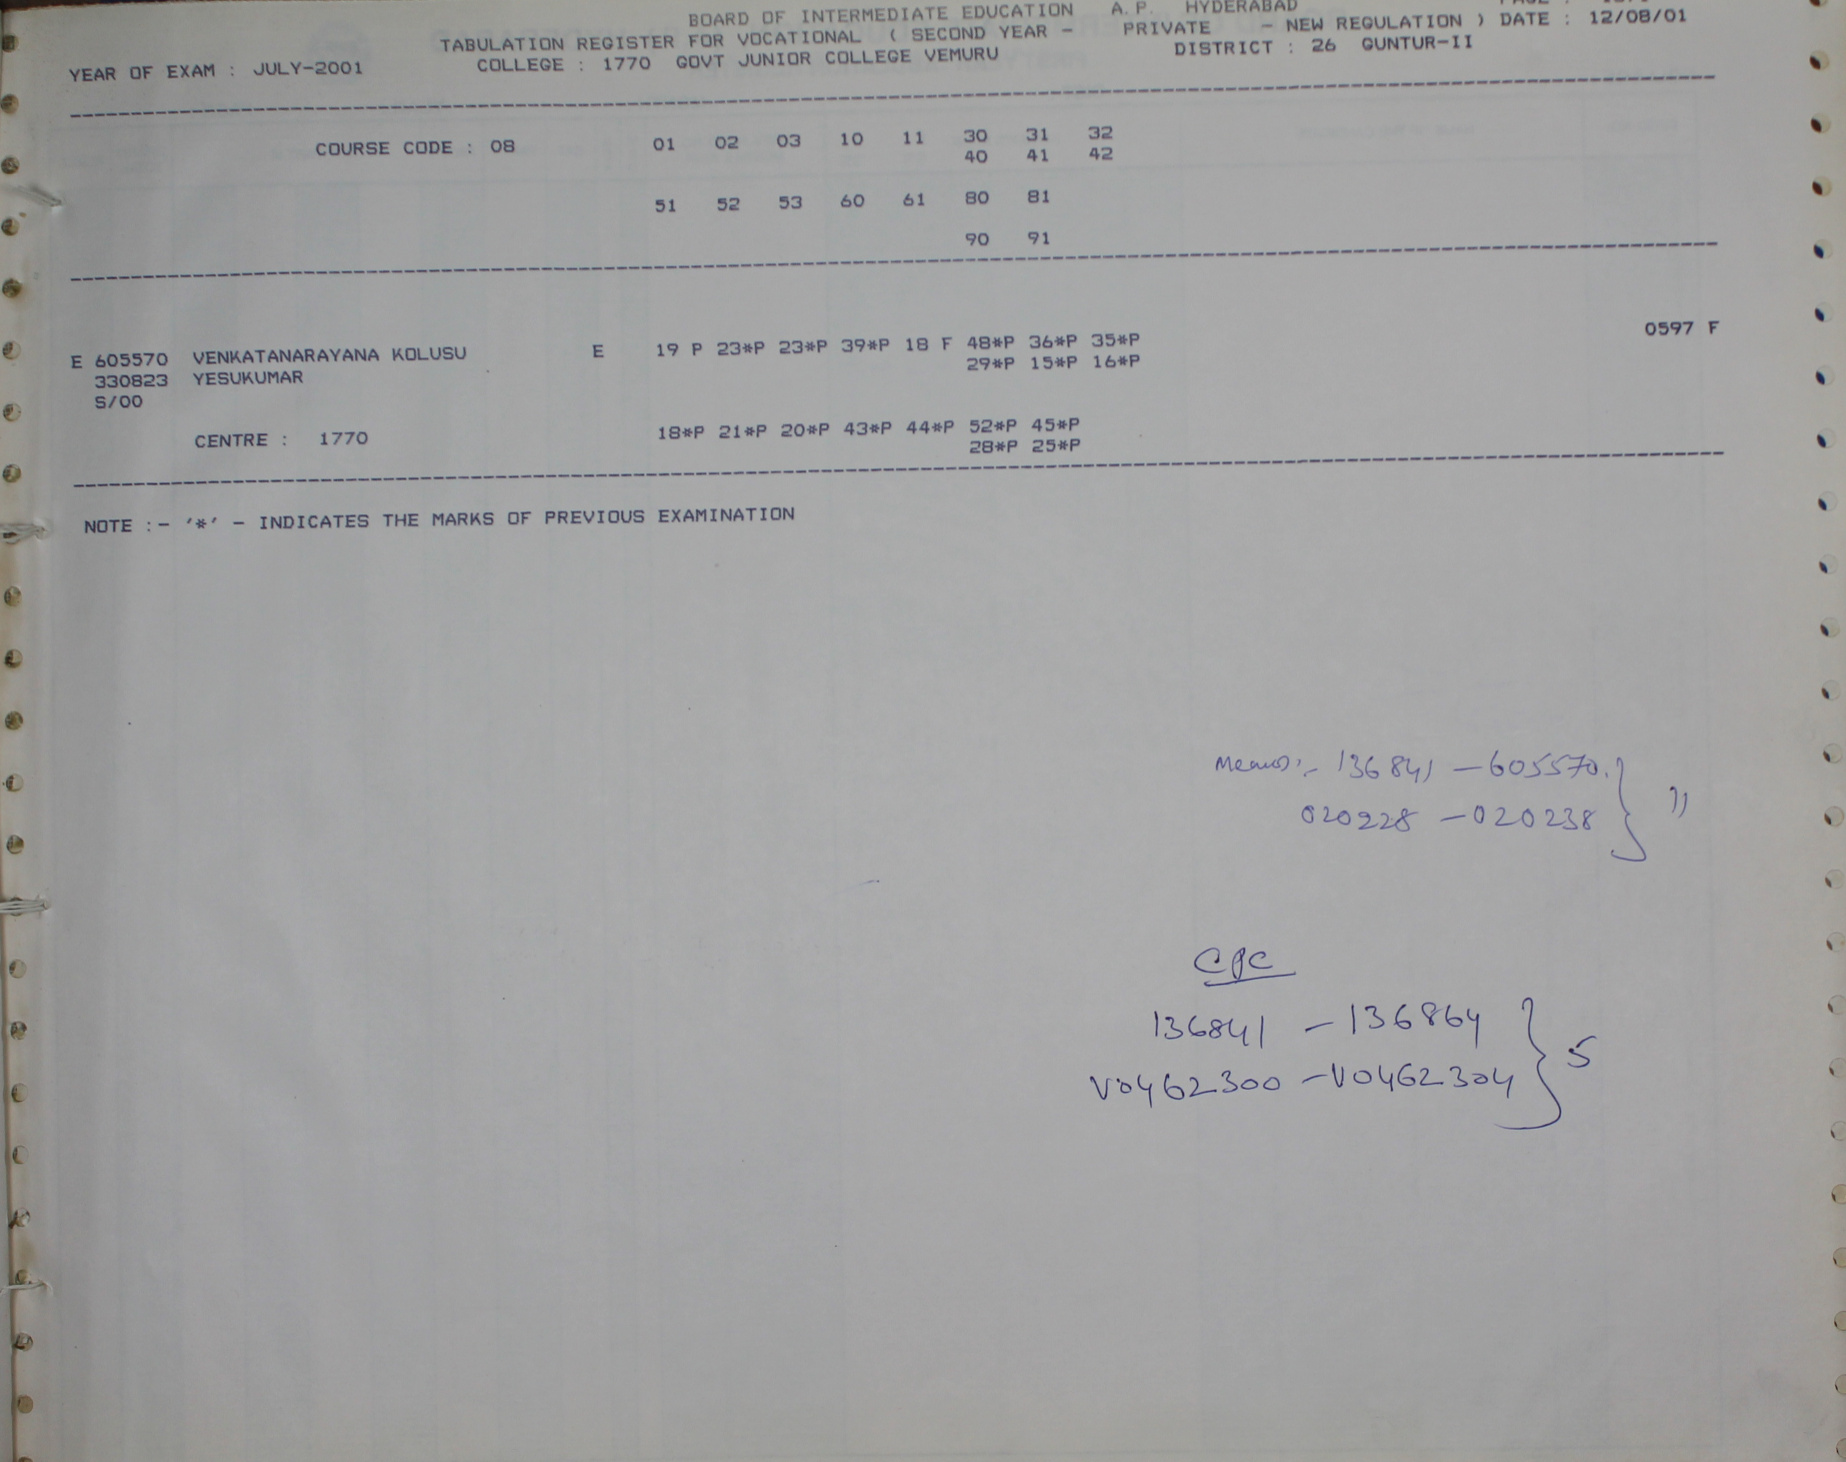 BOARD OF INTERMEDIATE EDUCATION A.P. HYDERABAD
TABULATION REGISTER FOR VOCATIONAL ( SECOND YEAR - PRIVATE - NEW REGULATION ) DATE : 12/08/01
YEAR OF EXAM : JULY-2001 COLLEGE : 1770 GOVT JUNIOR COLLEGE VEMURU DISTRICT : 26 GUNTUR-II
COURSE CODE : 08 01 02 03 10 11 30 31 32
40 41 42
51 52 53 60 61 80 81
90 91
E 605570 VENKATANARAYANA KOLUSU E 19 P 23*P 23*P 39*P 18 F 48*P 36*P 35*P 0597 F
330823 YESUKUMAR 29*P 15*P 16*P
S/00
CENTRE : 1770 18*P 21*P 20*P 43*P 44*P 52*P 45*P
28*P 25*P
NOTE :- '*' - INDICATES THE MARKS OF PREVIOUS EXAMINATION
136841 - 605570.
020228 - 020238
136841 - 136864
V0462300 - V0462304 5